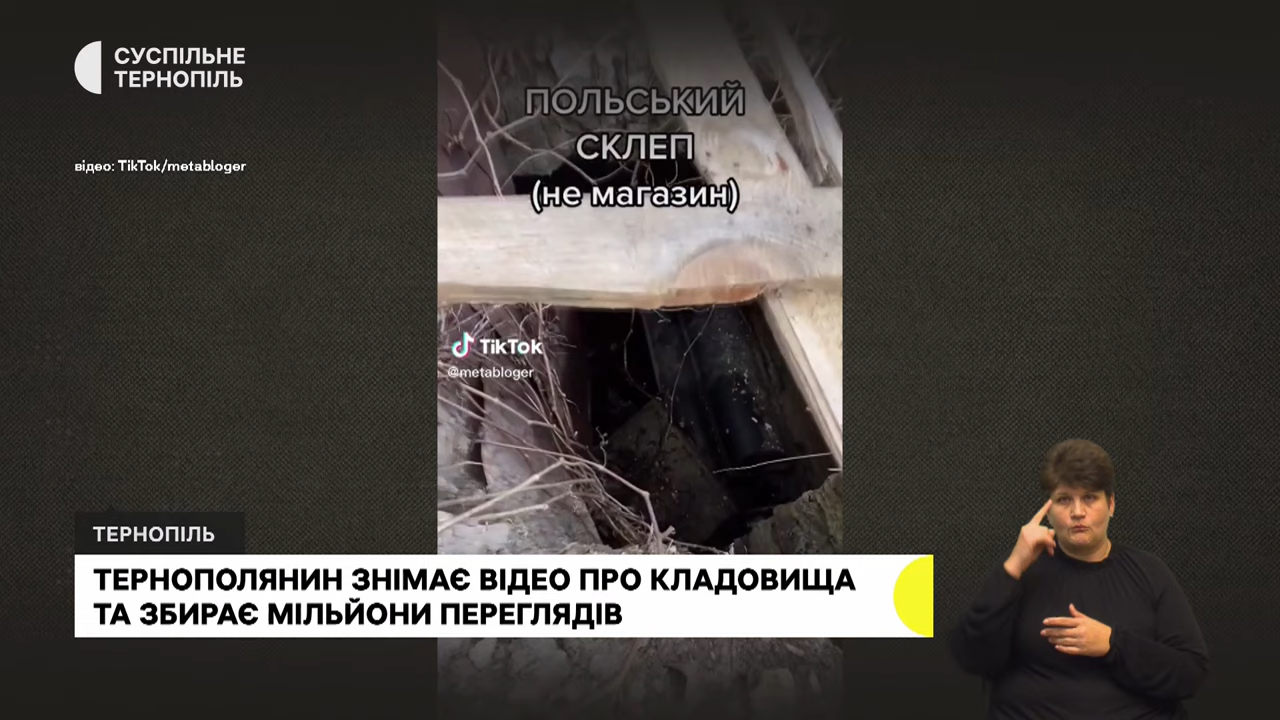 СУСПІЛЬНЕ
ТЕРНОПІЛЬ
відео: TikTok/metabloger
ПОЛЬСЬКИЙ
СКЛЕП
(не магазин)
TikTok
@metabloger
ТЕРНОПІЛЬ
ТЕРНОПОЛЯНИН ЗНІМАЄ ВІДЕО ПРО КЛАДОВИЩА
ТА ЗБИРАЄ МІЛЬЙОНИ ПЕРЕГЛЯДІВ